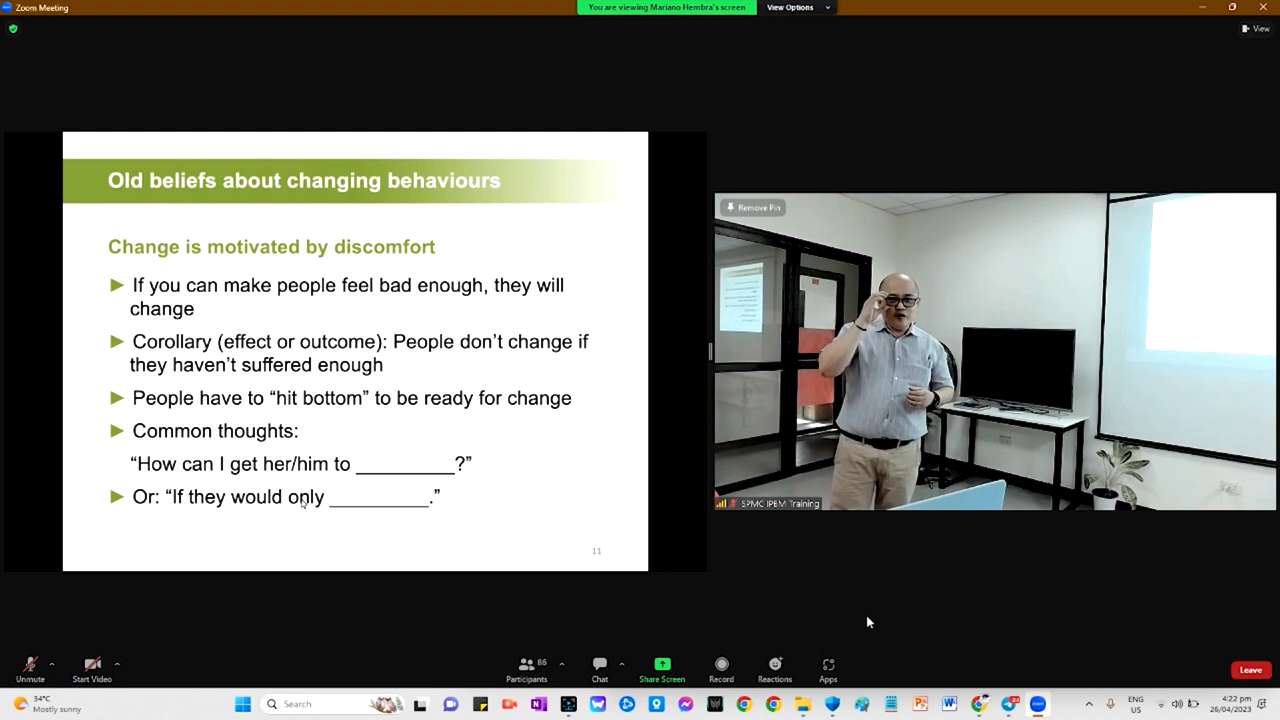 Zoom Meeting
You are viewing Mariano Hembra's screen
View Options
View
Old beliefs about changing behaviours
Change is motivated by discomfort
If you can make people feel bad enough, they will
change
Corollary (effect or outcome): People don’t change if
they haven’t suffered enough
People have to “hit bottom” to be ready for change
Common thoughts:
“How can I get her/him to _________?”
Or: “If they would only _________.”
11
Remove Pin
SPMC IPBM Training
Unmute
Start Video
86
Participants
Chat
Share Screen
Record
Reactions
Apps
Leave
34°C
Mostly sunny
Search
ENG
US
4:22 pm
26/04/2023